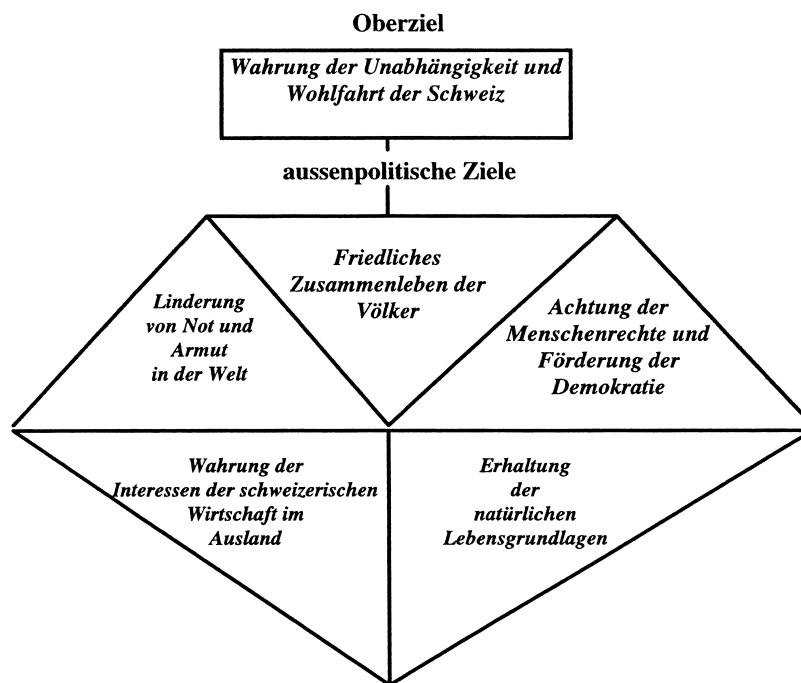 Oberziel
Wahrung der Unabhängigkeit und
Wohlfahrt der Schweiz
aussenpolitische Ziele
Linderung
von Not und
Armut
in der Welt
Friedliches
Zusammenleben der
Völker
Achtung der
Menschenrechte und
Förderung der
Demokratie
Wahrung der
Interessen der schweizerischen
Wirtschaft im
Ausland
Erhaltung
der
natürlichen
Lebensgrundlagen